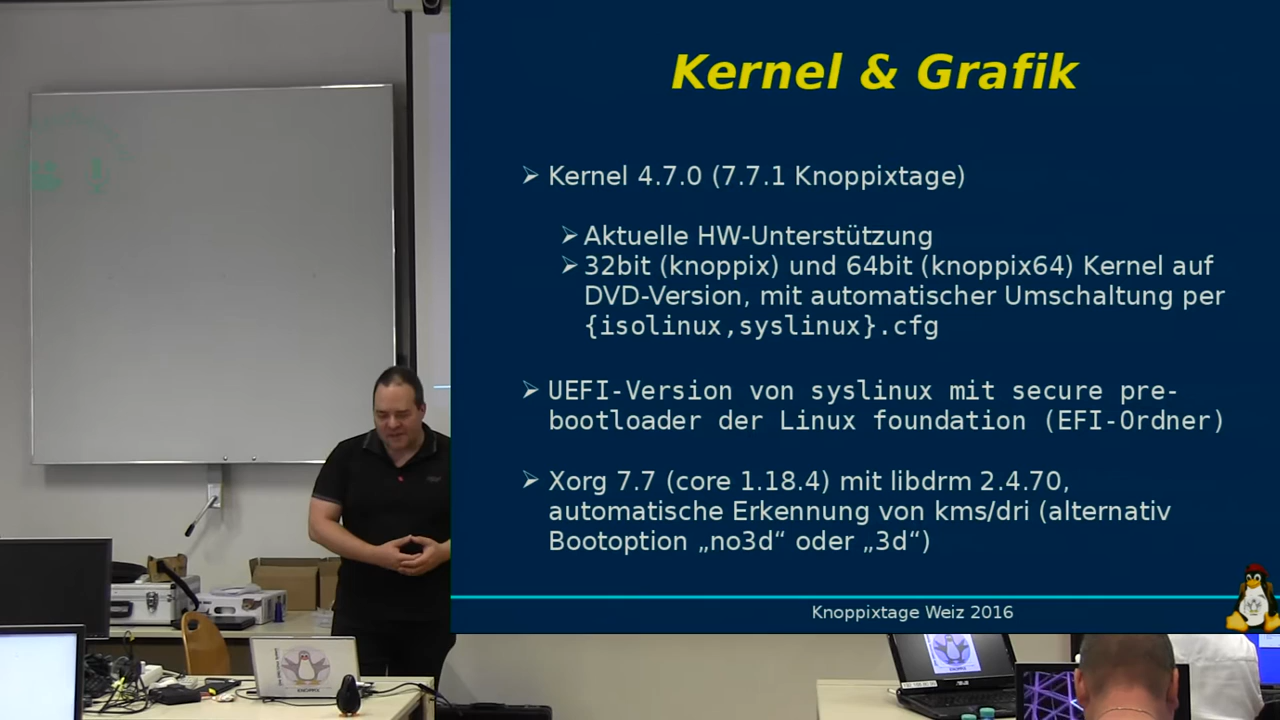 Kernel & Grafik
Kernel 4.7.0 (7.7.1 Knoppixtage)
Aktuelle HW-Unterstützung
32bit (knoppix) und 64bit (knoppix64) Kernel auf
DVD-Version, mit automatischer Umschaltung per
{isolinux,syslinux}.cfg
UEFI-Version von syslinux mit secure pre-
bootloader der Linux foundation (EFI-Ordner)
Xorg 7.7 (core 1.18.4) mit libdrm 2.4.70,
automatische Erkennung von kms/dri (alternativ
Bootoption „no3d“ oder „3d“)
Knoppixtage Weiz 2016
KNOPPIX